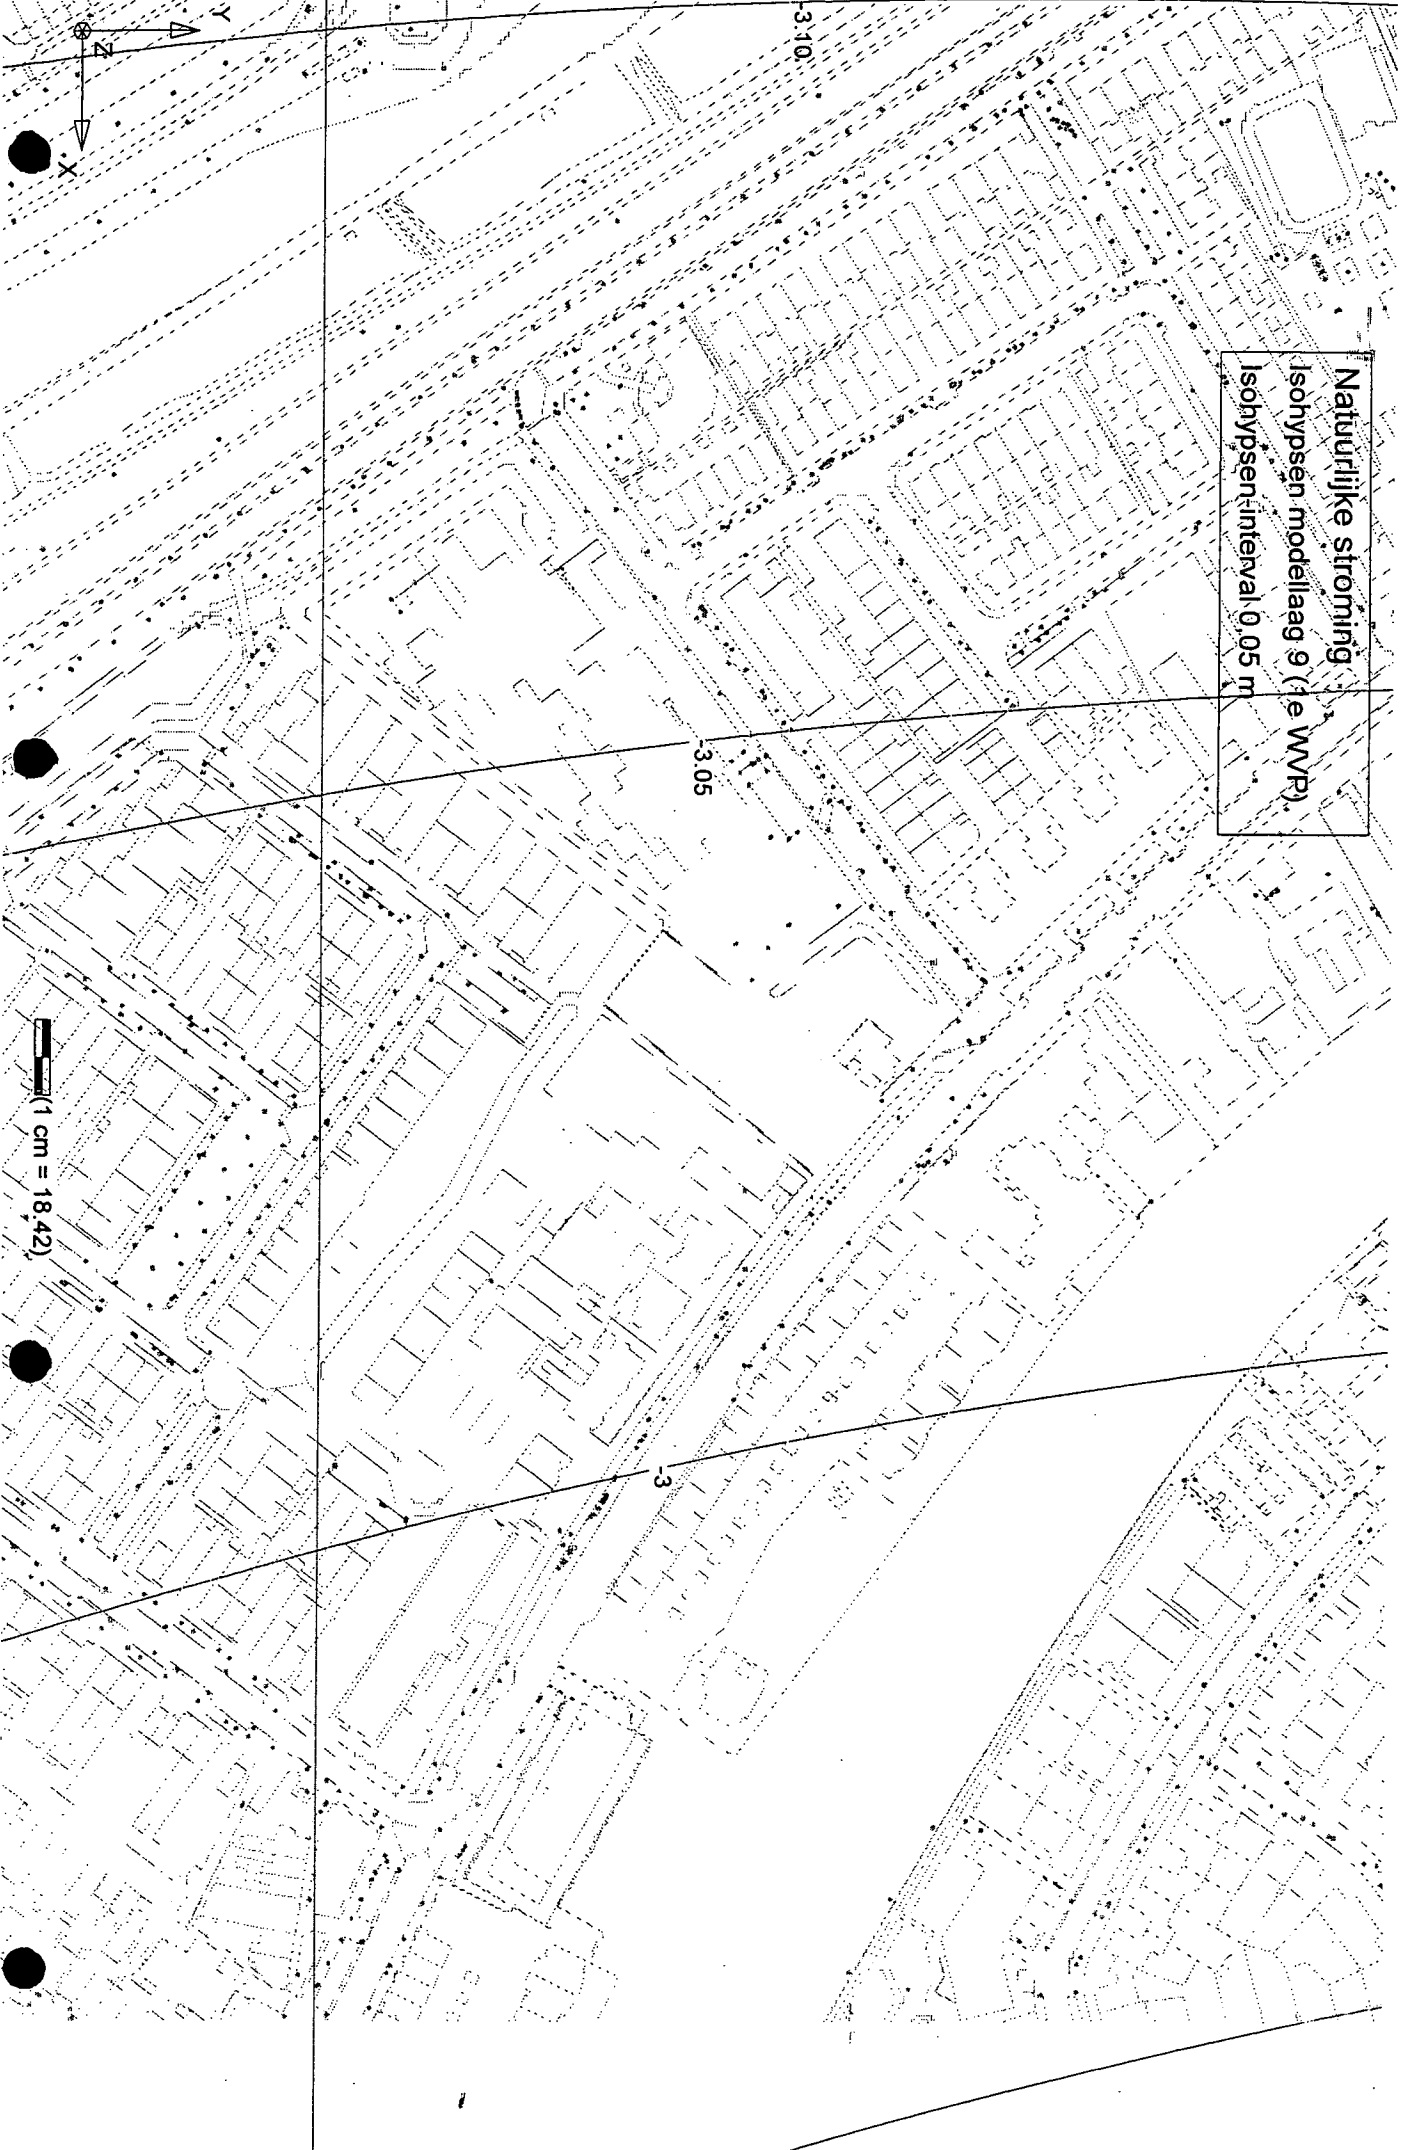 Natuurlijke stroming
Isohypsen modellaag 9 (1e WVP)
Isohypsen-interval 0,05 m
-3.10
-3.05
-3
Y
Z
X
(1 cm = 18.42)